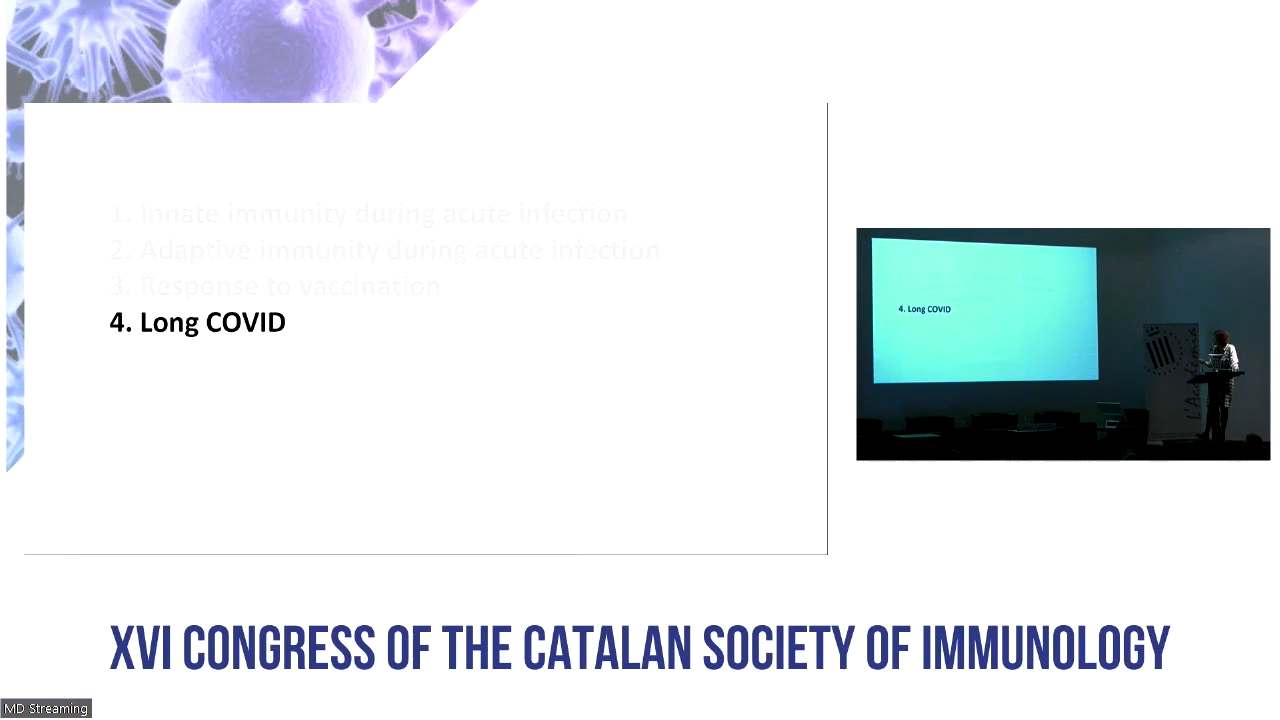 1. Innate immunity during acute infection
2. Adaptive immunity during acute infection
3. Response to vaccination
4. Long COVID
4. Long COVID
XVI CONGRESS OF THE CATALAN SOCIETY OF IMMUNOLOGY
MD Streaming